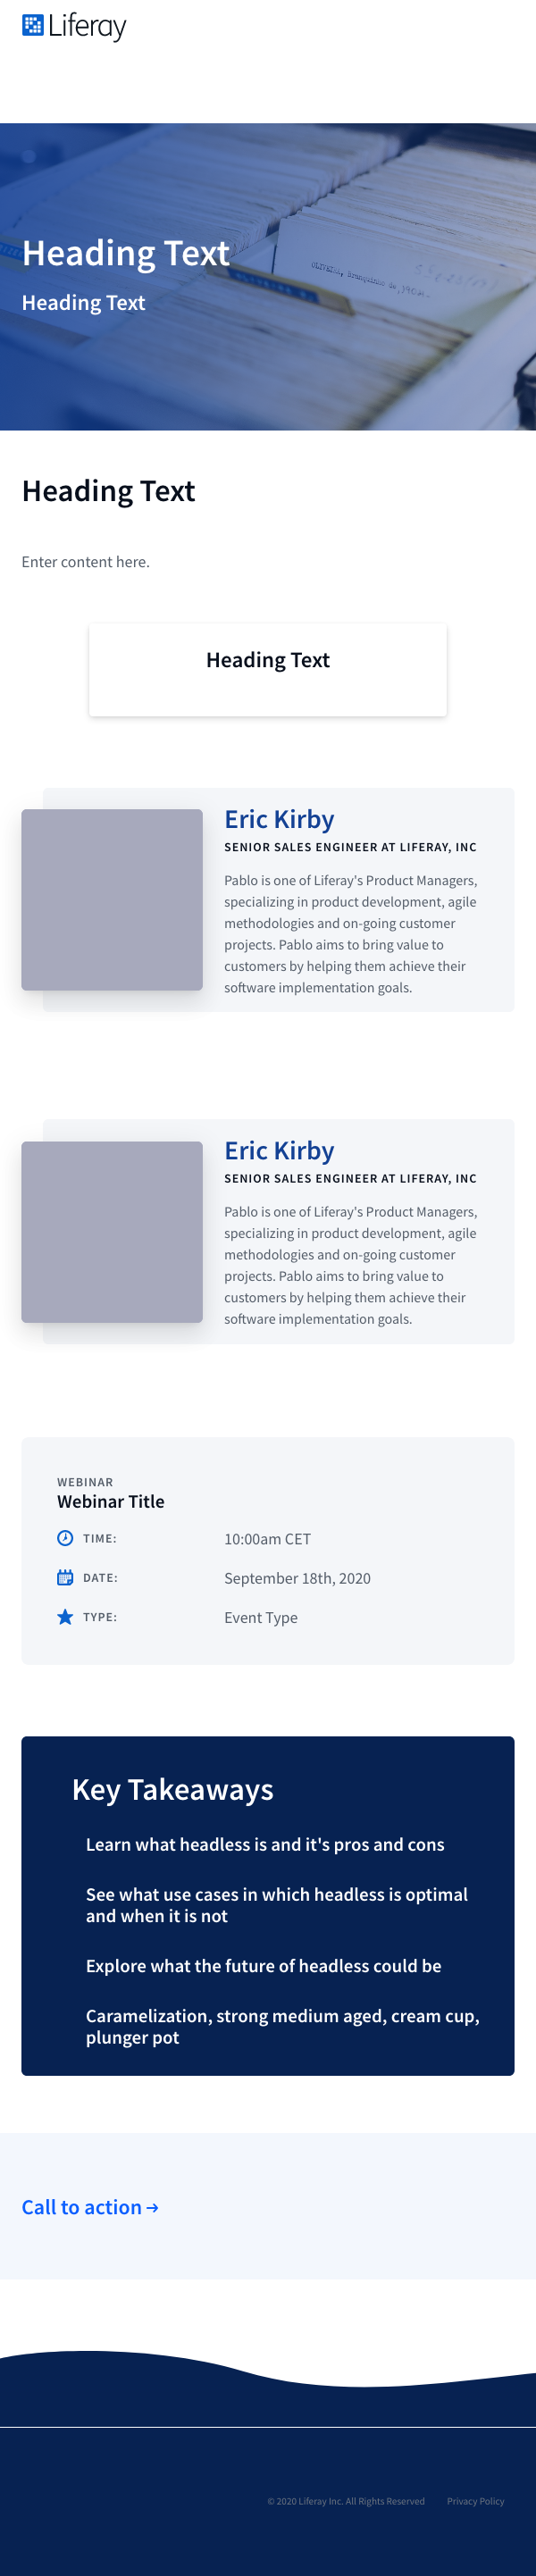 Liferay
Heading Text
Heading Text
Heading Text
Enter content here.
Heading Text
Eric Kirby
SENIOR SALES ENGINEER AT LIFERAY, INC
Pablo is one of Liferay's Product Managers,
specializing in product development, agile
methodologies and on-going customer
projects. Pablo aims to bring value to
customers by helping them achieve their
software implementation goals.
Eric Kirby
SENIOR SALES ENGINEER AT LIFERAY, INC
Pablo is one of Liferay's Product Managers,
specializing in product development, agile
methodologies and on-going customer
projects. Pablo aims to bring value to
customers by helping them achieve their
software implementation goals.
WEBINAR
Webinar Title
TIME: 10:00am CET
DATE: September 18th, 2020
TYPE: Event Type
Key Takeaways
Learn what headless is and it's pros and cons
See what use cases in which headless is optimal
and when it is not
Explore what the future of headless could be
Caramelization, strong medium aged, cream cup,
plunger pot
Call to action →
© 2020 Liferay Inc. All Rights Reserved Privacy Policy